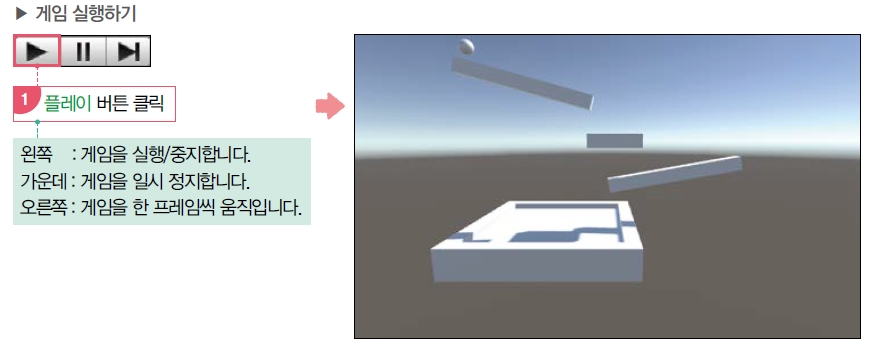 ▶ 게임 실행하기
1 플레이 버튼 클릭
왼쪽 : 게임을 실행/중지합니다.
가운데 : 게임을 일시 정지합니다.
오른쪽 : 게임을 한 프레임씩 움직입니다.